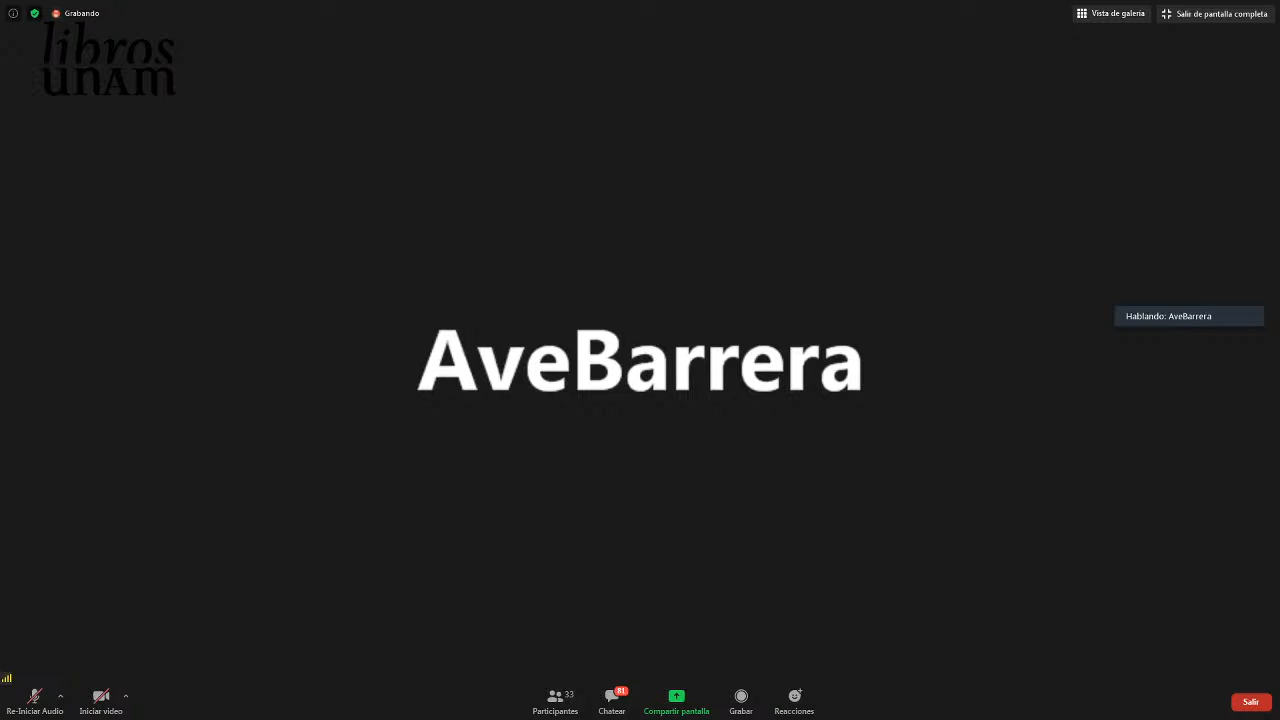 Grabando
Vista de galería
Salir de pantalla completa
libros
unam
AveBarrera
Hablando: AveBarrera
Re-Iniciar Audio
Iniciar video
33
Participantes
81
Chatear
Compartir pantalla
Grabar
Reacciones
Salir